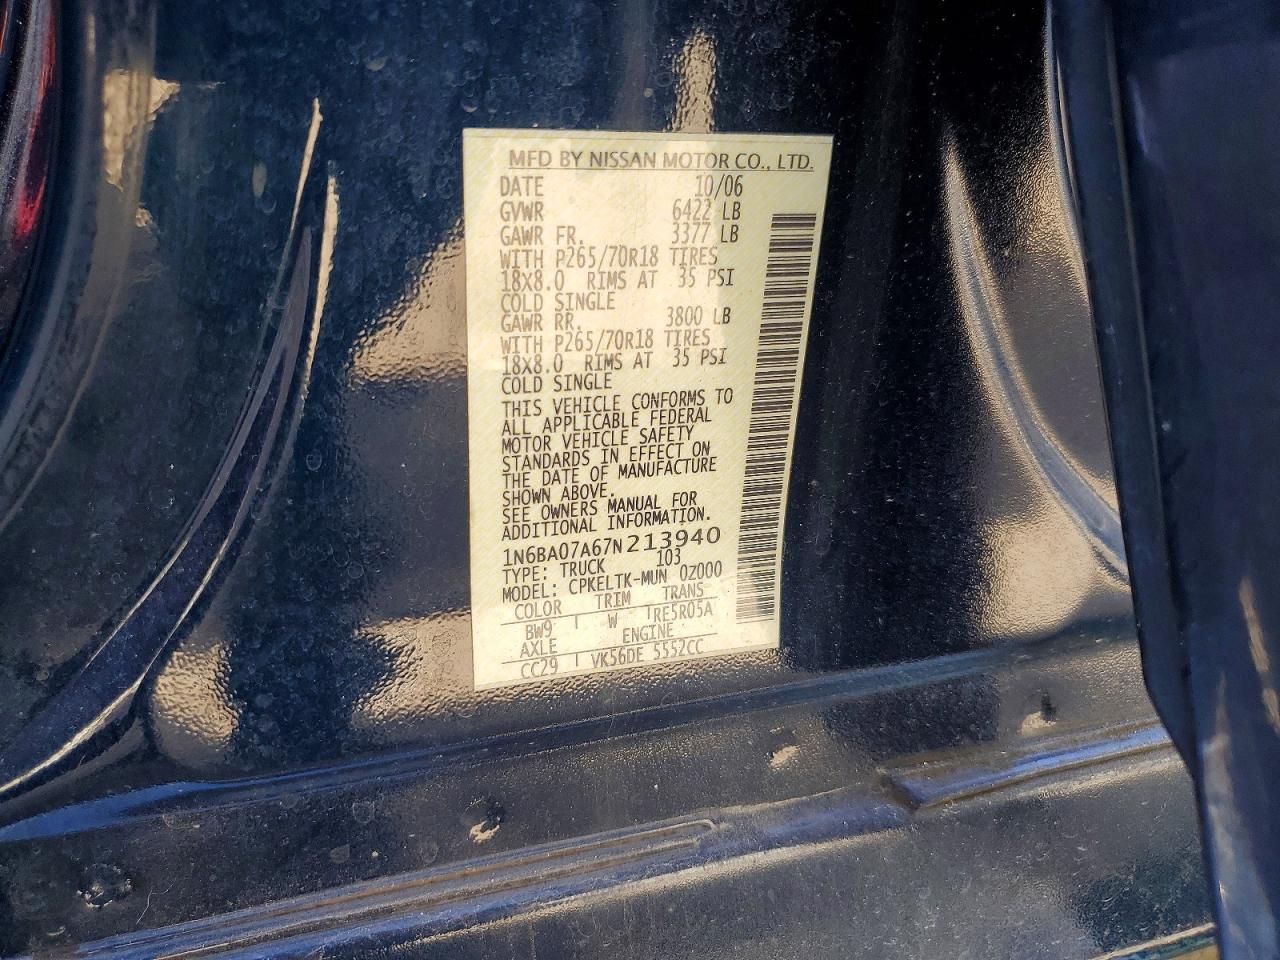 MFD BY NISSAN MOTOR CO., LTD.
DATE 10/06
GVWR 6422 LB
GAWR FR. 3377 LB
WITH P265/70R18 TIRES
18X8.0 RIMS AT 35 PSI
COLD SINGLE
GAWR RR. 3800 LB
WITH P265/70R18 TIRES
18X8.0 RIMS AT 35 PSI
COLD SINGLE
THIS VEHICLE CONFORMS TO
ALL APPLICABLE FEDERAL
MOTOR VEHICLE SAFETY
STANDARDS IN EFFECT ON
THE DATE OF MANUFACTURE
SHOWN ABOVE.
SEE OWNERS MANUAL FOR
ADDITIONAL INFORMATION.
1N6BA07A67N213940
TYPE: TRUCK 103
MODEL: CPKELTK-MUN 0Z000
COLOR TRIM TRANS
BW9 W TRE5R05A
AXLE ENGINE
CC29 VK56DE 5552CC